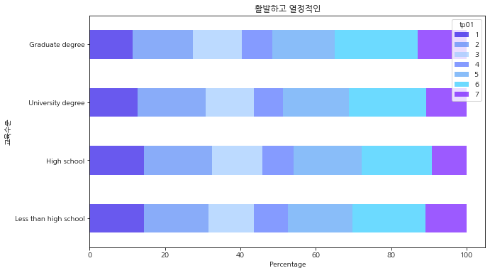 활발하고 열정적인
Graduate degree
University degree
High school
Less than high school
교육수준
0
20
40
60
80
100
Percentage
tp01
1
2
3
4
5
6
7